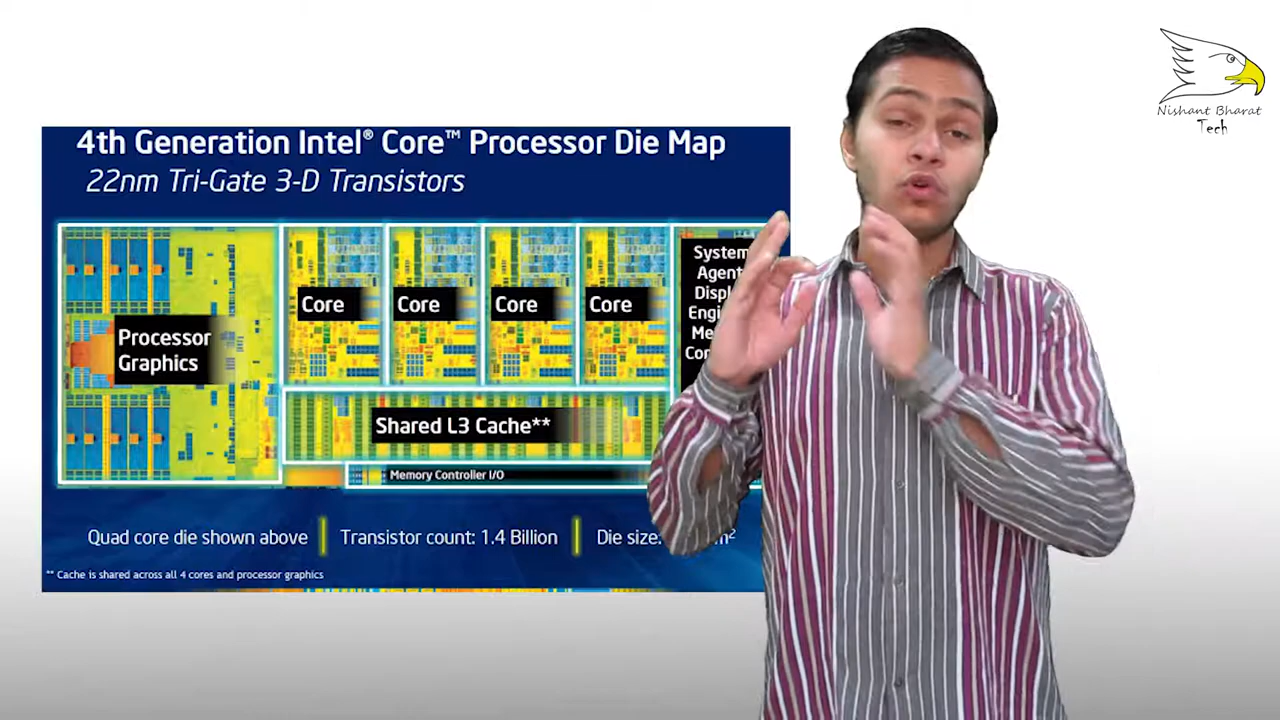 4th Generation Intel® Core™ Processor Die Map
22nm Tri-Gate 3-D Transistors
Processor
Graphics
Core
Core
Core
Core
System
Agent
Shared L3 Cache**
Memory Controller I/O
Quad core die shown above
Transistor count: 1.4 Billion
Die size:
** Cache is shared across all 4 cores and processor graphics
Nishant Bharat
Tech